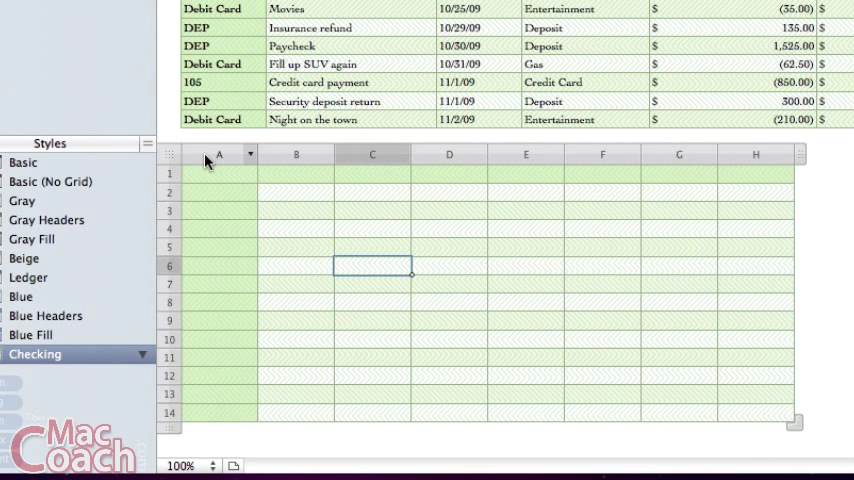 Debit Card Movies 10/25/09 Entertainment $ (35.00) $
DEP Insurance refund 10/29/09 Deposit $ 135.00 $
DEP Paycheck 10/30/09 Deposit $ 1,525.00 $
Debit Card Fill up SUV again 10/31/09 Gas $ (62.50) $
105 Credit card payment 11/1/09 Credit Card $ (850.00) $
DEP Security deposit return 11/1/09 Deposit $ 300.00 $
Debit Card Night on the town 11/2/09 Entertainment $ (210.00) $
Styles
Basic
Basic (No Grid)
Gray
Gray Headers
Gray Fill
Beige
Ledger
Blue
Blue Headers
Blue Fill
Checking
A B C D E F G H
1
2
3
4
5
6
7
8
9
10
11
12
13
14
Mac
Coach
100%